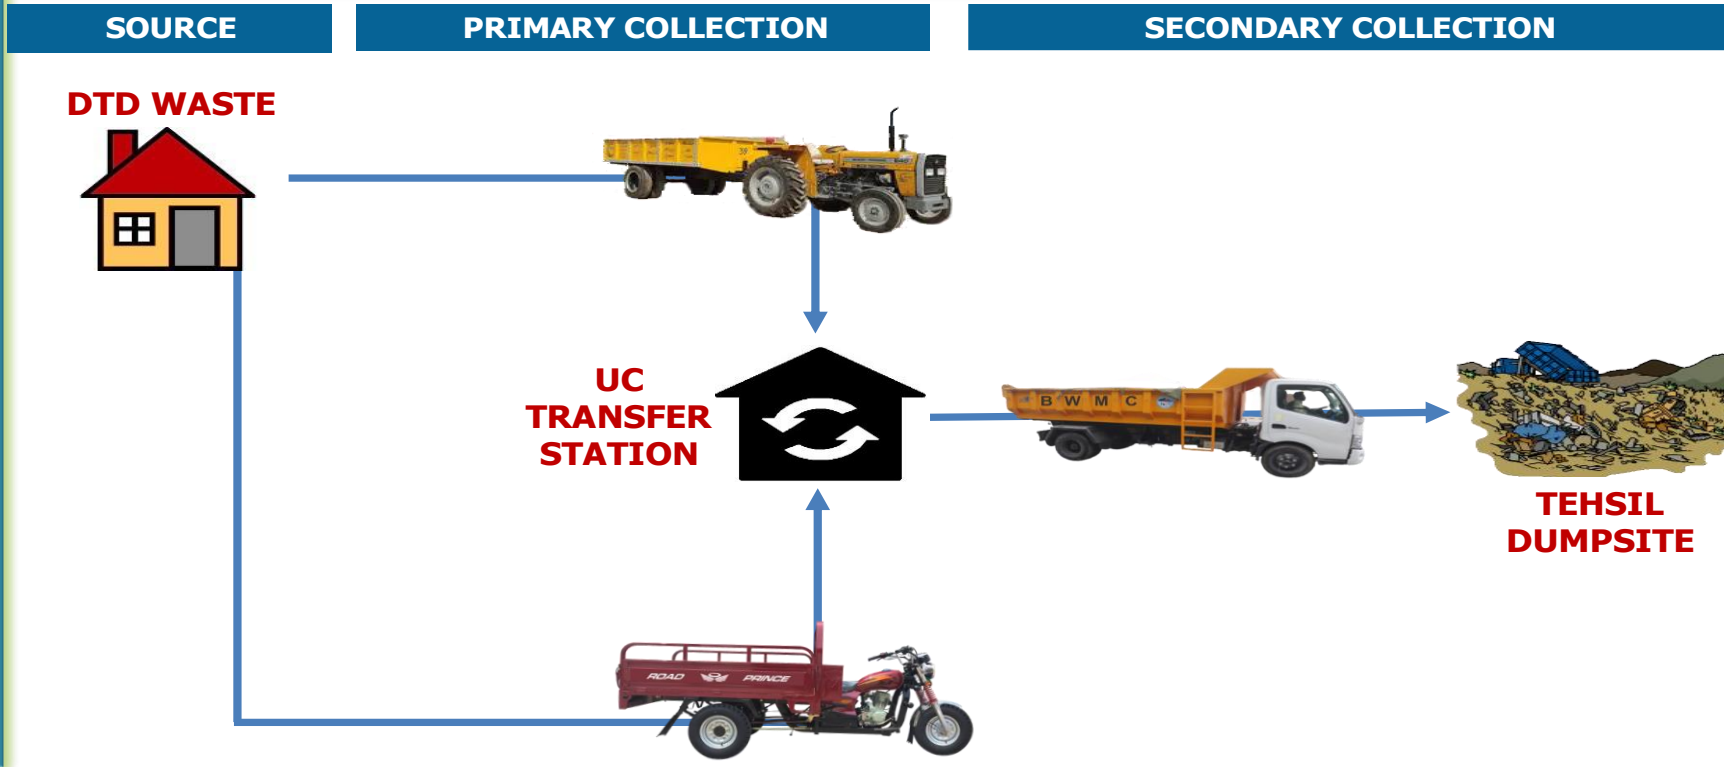 SOURCE
PRIMARY COLLECTION
SECONDARY COLLECTION
DTD WASTE
UC
TRANSFER
STATION
B W M C
TEHSIL
DUMPSITE
ROAD PRINCE